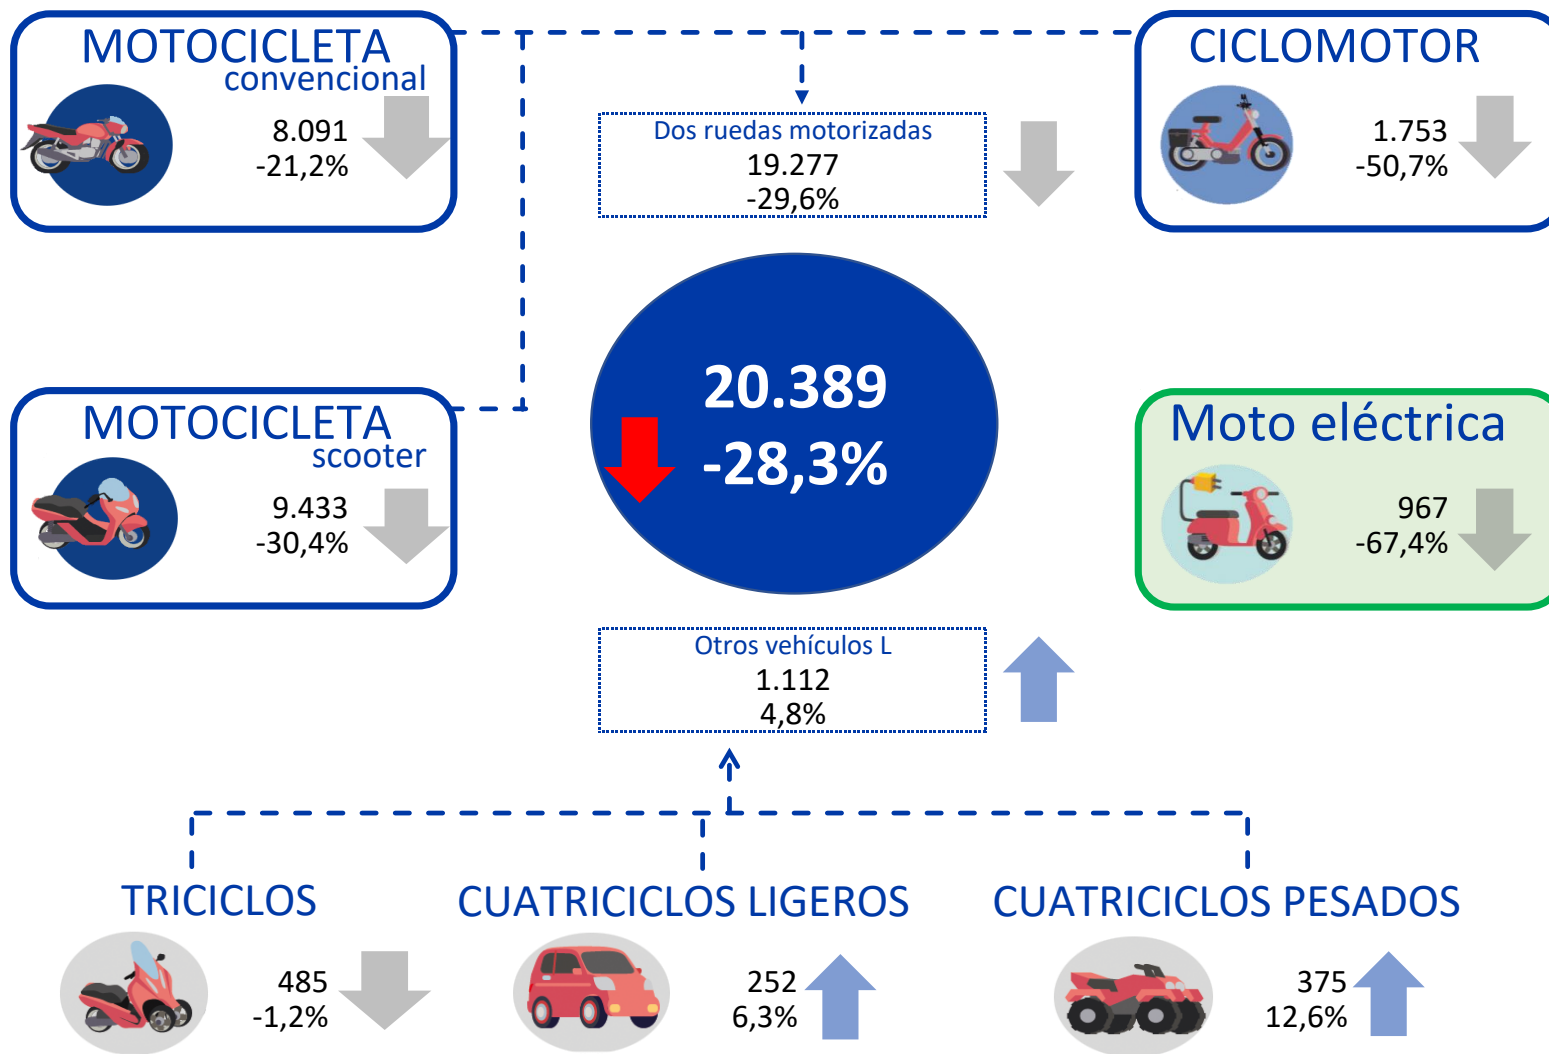 MOTOCICLETA
convencional
8.091
-21,2%
Dos ruedas motorizadas
19.277
-29,6%
CICLOMOTOR
1.753
-50,7%
20.389
-28,3%
MOTOCICLETA
scooter
9.433
-30,4%
Moto eléctrica
967
-67,4%
Otros vehículos L
1.112
4,8%
TRICICLOS
485
-1,2%
CUATRICICLOS LIGEROS
252
6,3%
CUATRICICLOS PESADOS
375
12,6%